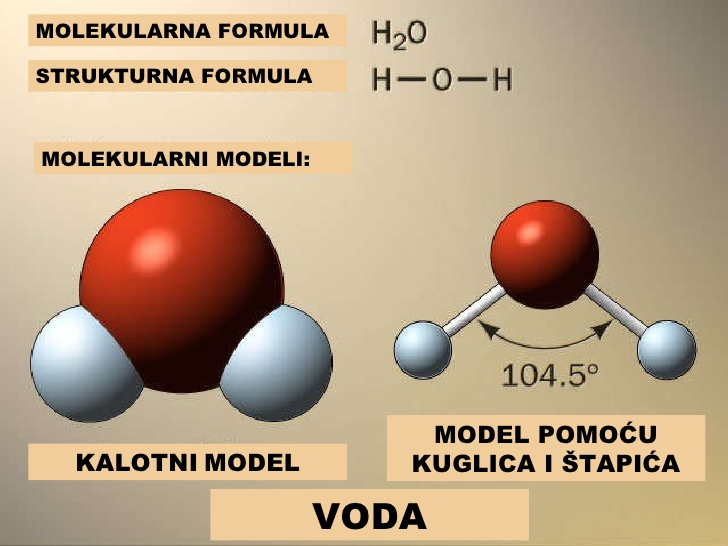 MOLEKULARNA FORMULA
H₂O
STRUKTURNA FORMULA
H—O—H
MOLEKULARNI MODELI:
104.5°
KALOTNI MODEL
MODEL POMOĆU
KUGLICA I ŠTAPIĆA
VODA